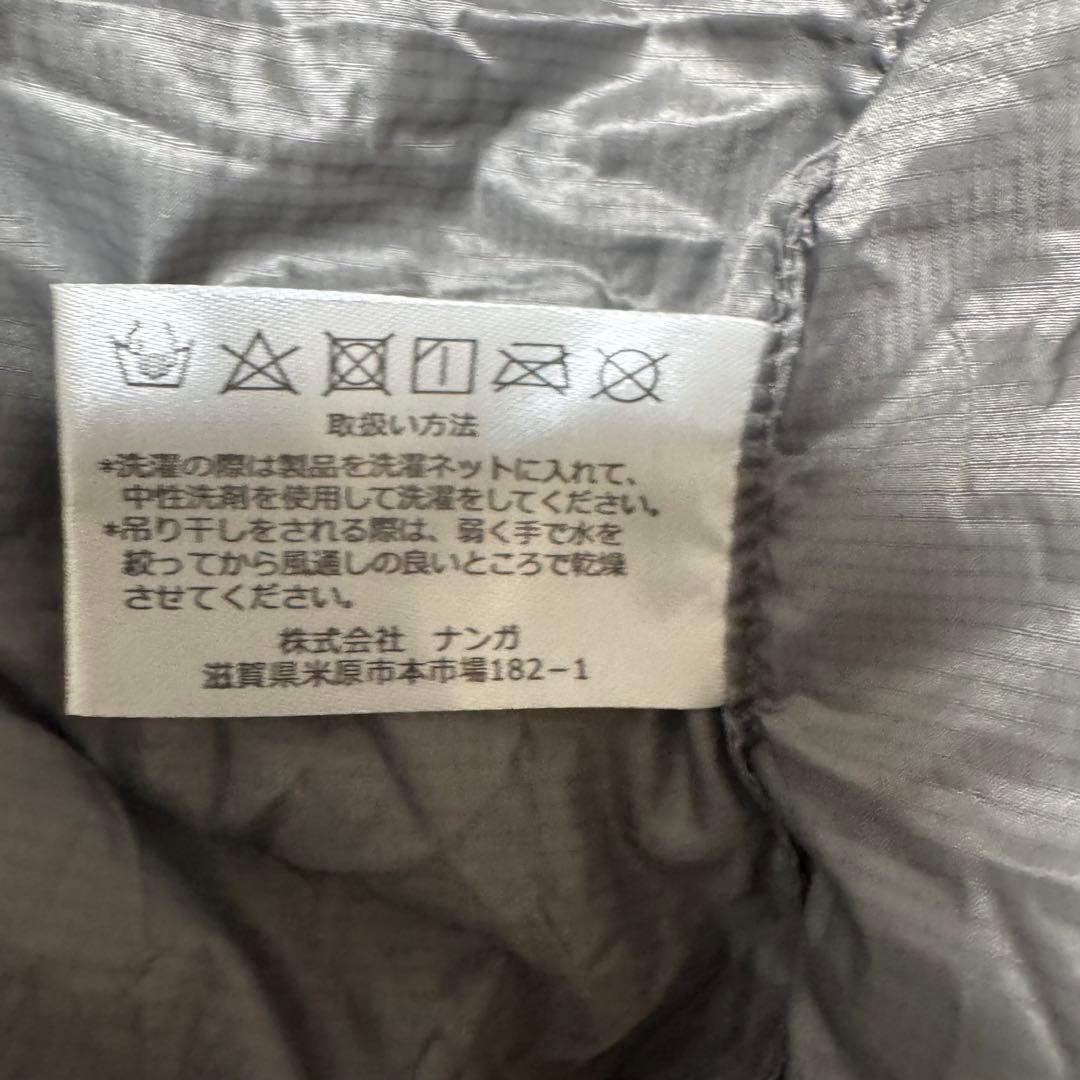 取扱い方法
*洗濯の際は製品を洗濯ネットに入れて、
中性洗剤を使用して洗濯をしてください。
*吊り干しをされる際は、弱く手で水を
絞ってから風通しの良いところで乾燥
させてください。
株式会社 ナンガ
滋賀県米原市本市場182-1